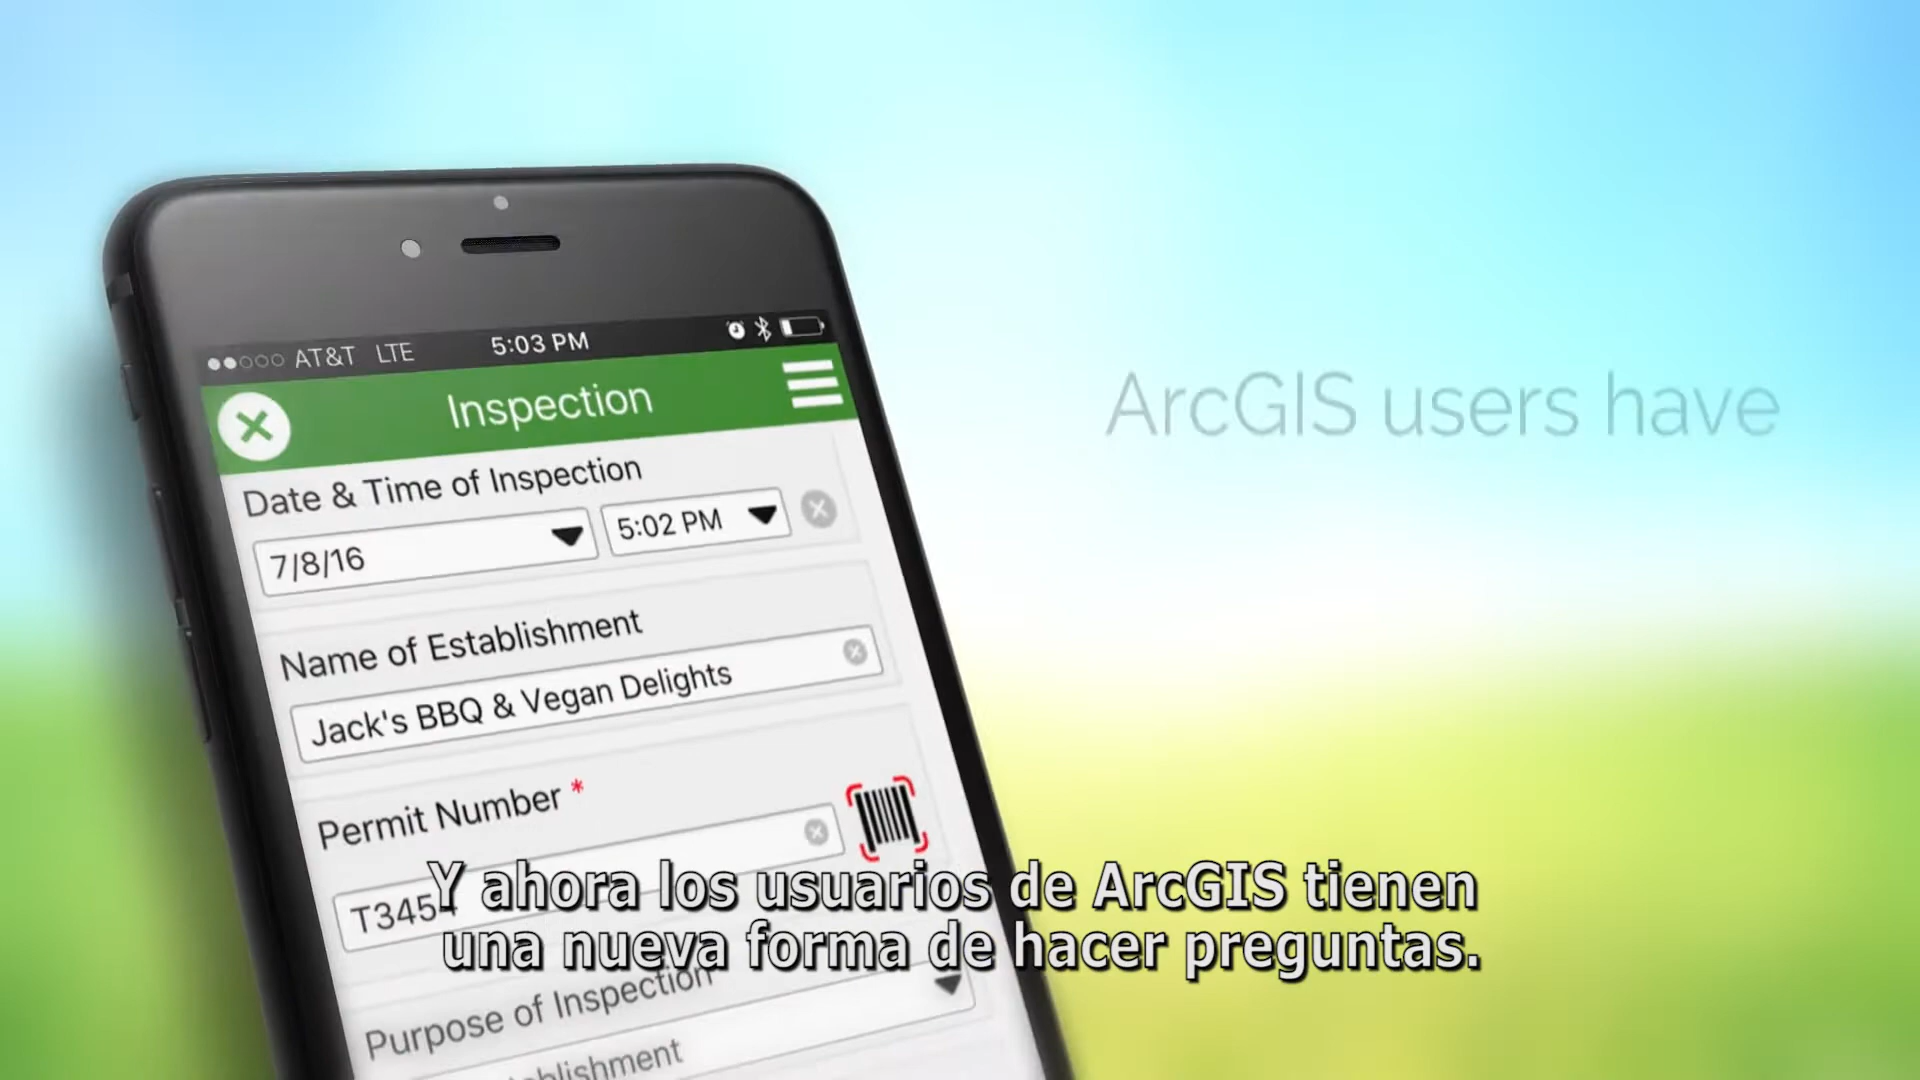 AT&T LTE 5:03 PM
Inspection
Date & Time of Inspection
7/8/16 5:02 PM
Name of Establishment
Jack's BBQ & Vegan Delights
Permit Number *
T345
Purpose of Inspection
ArcGIS users have
Y ahora los usuarios de ArcGIS tienen
una nueva forma de hacer preguntas.